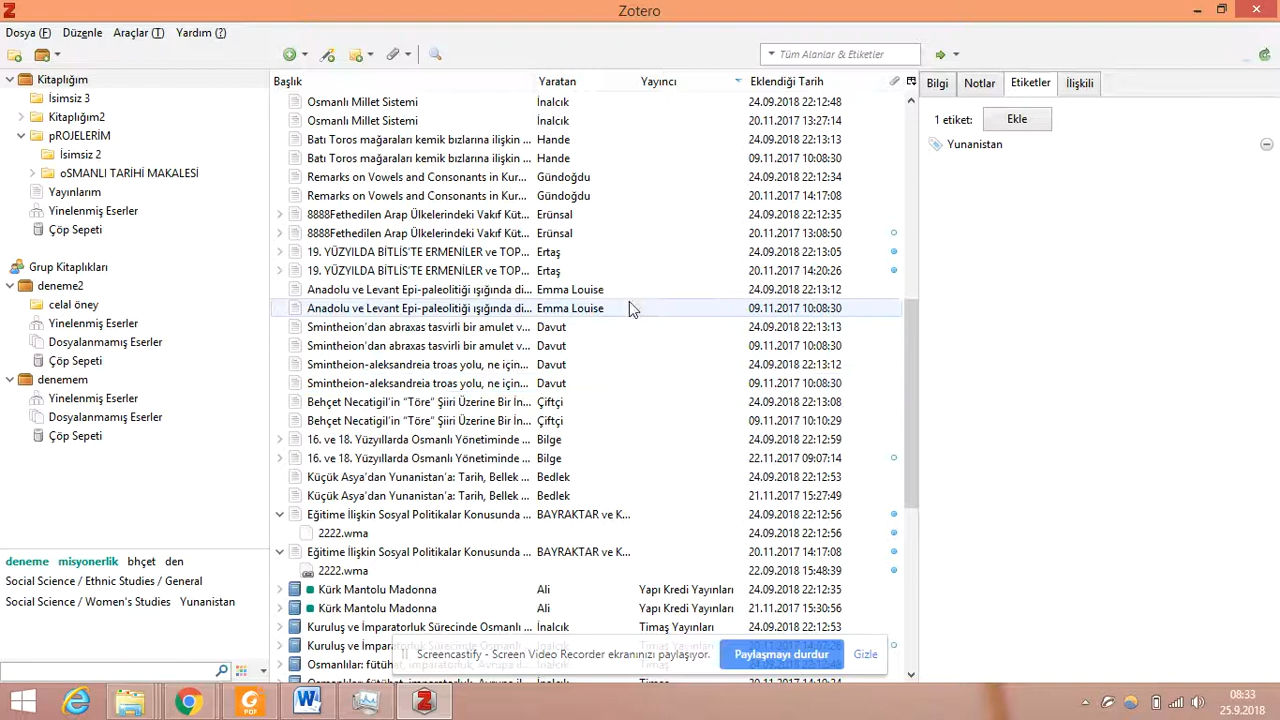 Zotero
Dosya (F) Düzenle Araçlar (T) Yardım (?)
Tüm Alanlar & Etiketler
Kitaplığım
İsimsiz 3
Kitaplığım2
pROJELERİM
İsimsiz 2
oSMANLI TARİHİ MAKALESİ
Yayınlarım
Yinelenmiş Eserler
Çöp Sepeti
Grup Kitaplıkları
deneme2
celal öney
Yinelenmiş Eserler
Dosyalanmamış Eserler
Çöp Sepeti
denemem
Yinelenmiş Eserler
Dosyalanmamış Eserler
Çöp Sepeti
deneme misyonerlik bhçet den
Social Science / Ethnic Studies / General
Social Science / Women's Studies Yunanistan
Başlık Yaratan Yayıncı Eklendiği Tarih
Osmanlı Millet Sistemi İnalcık 24.09.2018 22:12:48
Osmanlı Millet Sistemi İnalcık 20.11.2017 13:27:14
Batı Toros mağaraları kemik bızlarına ilişkin ... Hande 24.09.2018 22:13:13
Batı Toros mağaraları kemik bızlarına ilişkin ... Hande 09.11.2017 10:08:30
Remarks on Vowels and Consonants in Kur... Gündoğdu 24.09.2018 22:12:34
Remarks on Vowels and Consonants in Kur... Gündoğdu 20.11.2017 14:17:08
8888Fethedilen Arap Ülkelerindeki Vakıf Küt... Erünsal 24.09.2018 22:12:35
8888Fethedilen Arap Ülkelerindeki Vakıf Küt... Erünsal 20.11.2017 13:08:50
19. YÜZYILDA BİTLİS'TE ERMENİLER ve TOP... Ertaş 24.09.2018 22:13:05
19. YÜZYILDA BİTLİS'TE ERMENİLER ve TOP... Ertaş 20.11.2017 14:20:26
Anadolu ve Levant Epi-paleolitiği ışığında di... Emma Louise 24.09.2018 22:13:12
Anadolu ve Levant Epi-paleolitiği ışığında di... Emma Louise 09.11.2017 10:08:30
Smintheion'dan abraxas tasvirli bir amulet v... Davut 24.09.2018 22:13:13
Smintheion'dan abraxas tasvirli bir amulet v... Davut 09.11.2017 10:08:30
Smintheion-aleksandreia troas yolu, ne için... Davut 24.09.2018 22:13:12
Smintheion-aleksandreia troas yolu, ne için... Davut 09.11.2017 10:08:30
Behçet Necatigil'in "Töre" Şiiri Üzerine Bir İn... Çiftçi 24.09.2018 22:13:08
Behçet Necatigil'in "Töre" Şiiri Üzerine Bir İn... Çiftçi 09.11.2017 10:10:29
16. ve 18. Yüzyıllarda Osmanlı Yönetiminde ... Bilge 24.09.2018 22:12:59
16. ve 18. Yüzyıllarda Osmanlı Yönetiminde ... Bilge 22.11.2017 09:07:14
Küçük Asya'dan Yunanistan'a: Tarih, Bellek ... Bedlek 24.09.2018 22:12:53
Küçük Asya'dan Yunanistan'a: Tarih, Bellek ... Bedlek 21.11.2017 15:27:49
Eğitime İlişkin Sosyal Politikalar Konusunda ... BAYRAKTAR ve K... 24.09.2018 22:12:56
2222.wma 24.09.2018 22:12:56
Eğitime İlişkin Sosyal Politikalar Konusunda ... BAYRAKTAR ve K... 20.11.2017 14:17:08
2222.wma 22.09.2018 15:48:39
Kürk Mantolu Madonna Ali Yapı Kredi Yayınları 24.09.2018 22:12:35
Kürk Mantolu Madonna Ali Yapı Kredi Yayınları 21.11.2017 15:30:56
Kuruluş ve İmparatorluk Sürecinde Osmanlı ... İnalcık Timaş Yayınları 24.09.2018 22:12:53
Kuruluş ve İmpara
Osmanlılar: fütühat
Screencastify - Screen Video Recorder ekranınızı paylaşıyor. Paylaşmayı durdur Gizle
Bilgi Notlar Etiketler İlişkili
1 etiket: Ekle
Yunanistan
08:33
25.9.2018